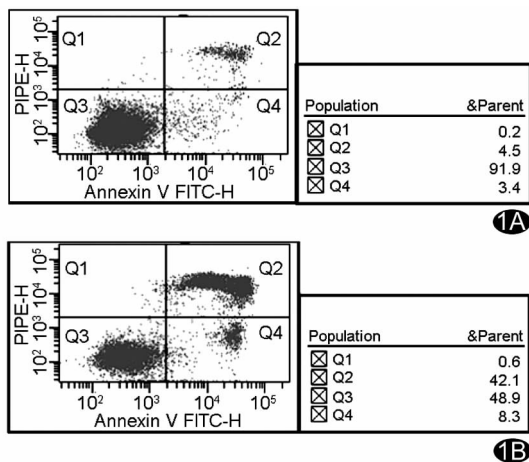 Q1 Q2
Q3 Q4
PIPE-H
10^5
10^4
10^3
10^2
10^2 10^3 10^4 10^5
Annexin V FITC-H
Population &Parent
Q1 0.2
Q2 4.5
Q3 91.9
Q4 3.4
1A
Q1 Q2
Q3 Q4
PIPE-H
10^5
10^4
10^3
10^2
10^2 10^3 10^4 10^5
Annexin V FITC-H
Population &Parent
Q1 0.6
Q2 42.1
Q3 48.9
Q4 8.3
1B